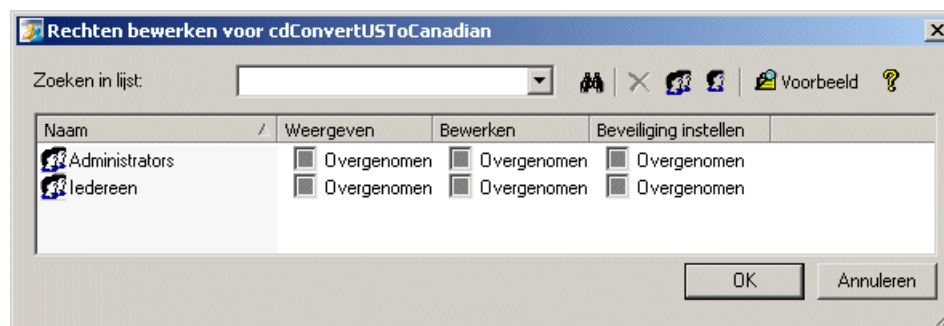 Rechten bewerken voor cdConvertUSToCanadian
Zoeken in lijst:
Voorbeeld
Naam Weergeven Bewerken Beveiliging instellen
Administrators Overgenomen Overgenomen Overgenomen
Iedereen Overgenomen Overgenomen Overgenomen
OK Annuleren